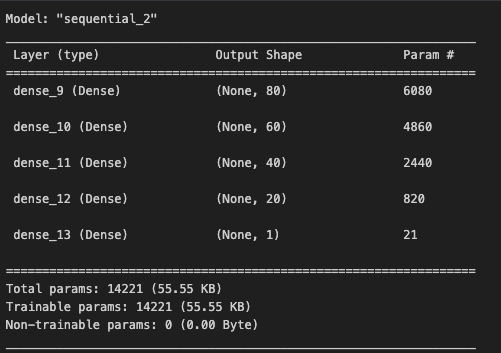 Model: "sequential_2"
Layer (type) Output Shape Param #
dense_9 (Dense) (None, 80) 6080
dense_10 (Dense) (None, 60) 4860
dense_11 (Dense) (None, 40) 2440
dense_12 (Dense) (None, 20) 820
dense_13 (Dense) (None, 1) 21
Total params: 14221 (55.55 KB)
Trainable params: 14221 (55.55 KB)
Non-trainable params: 0 (0.00 Byte)